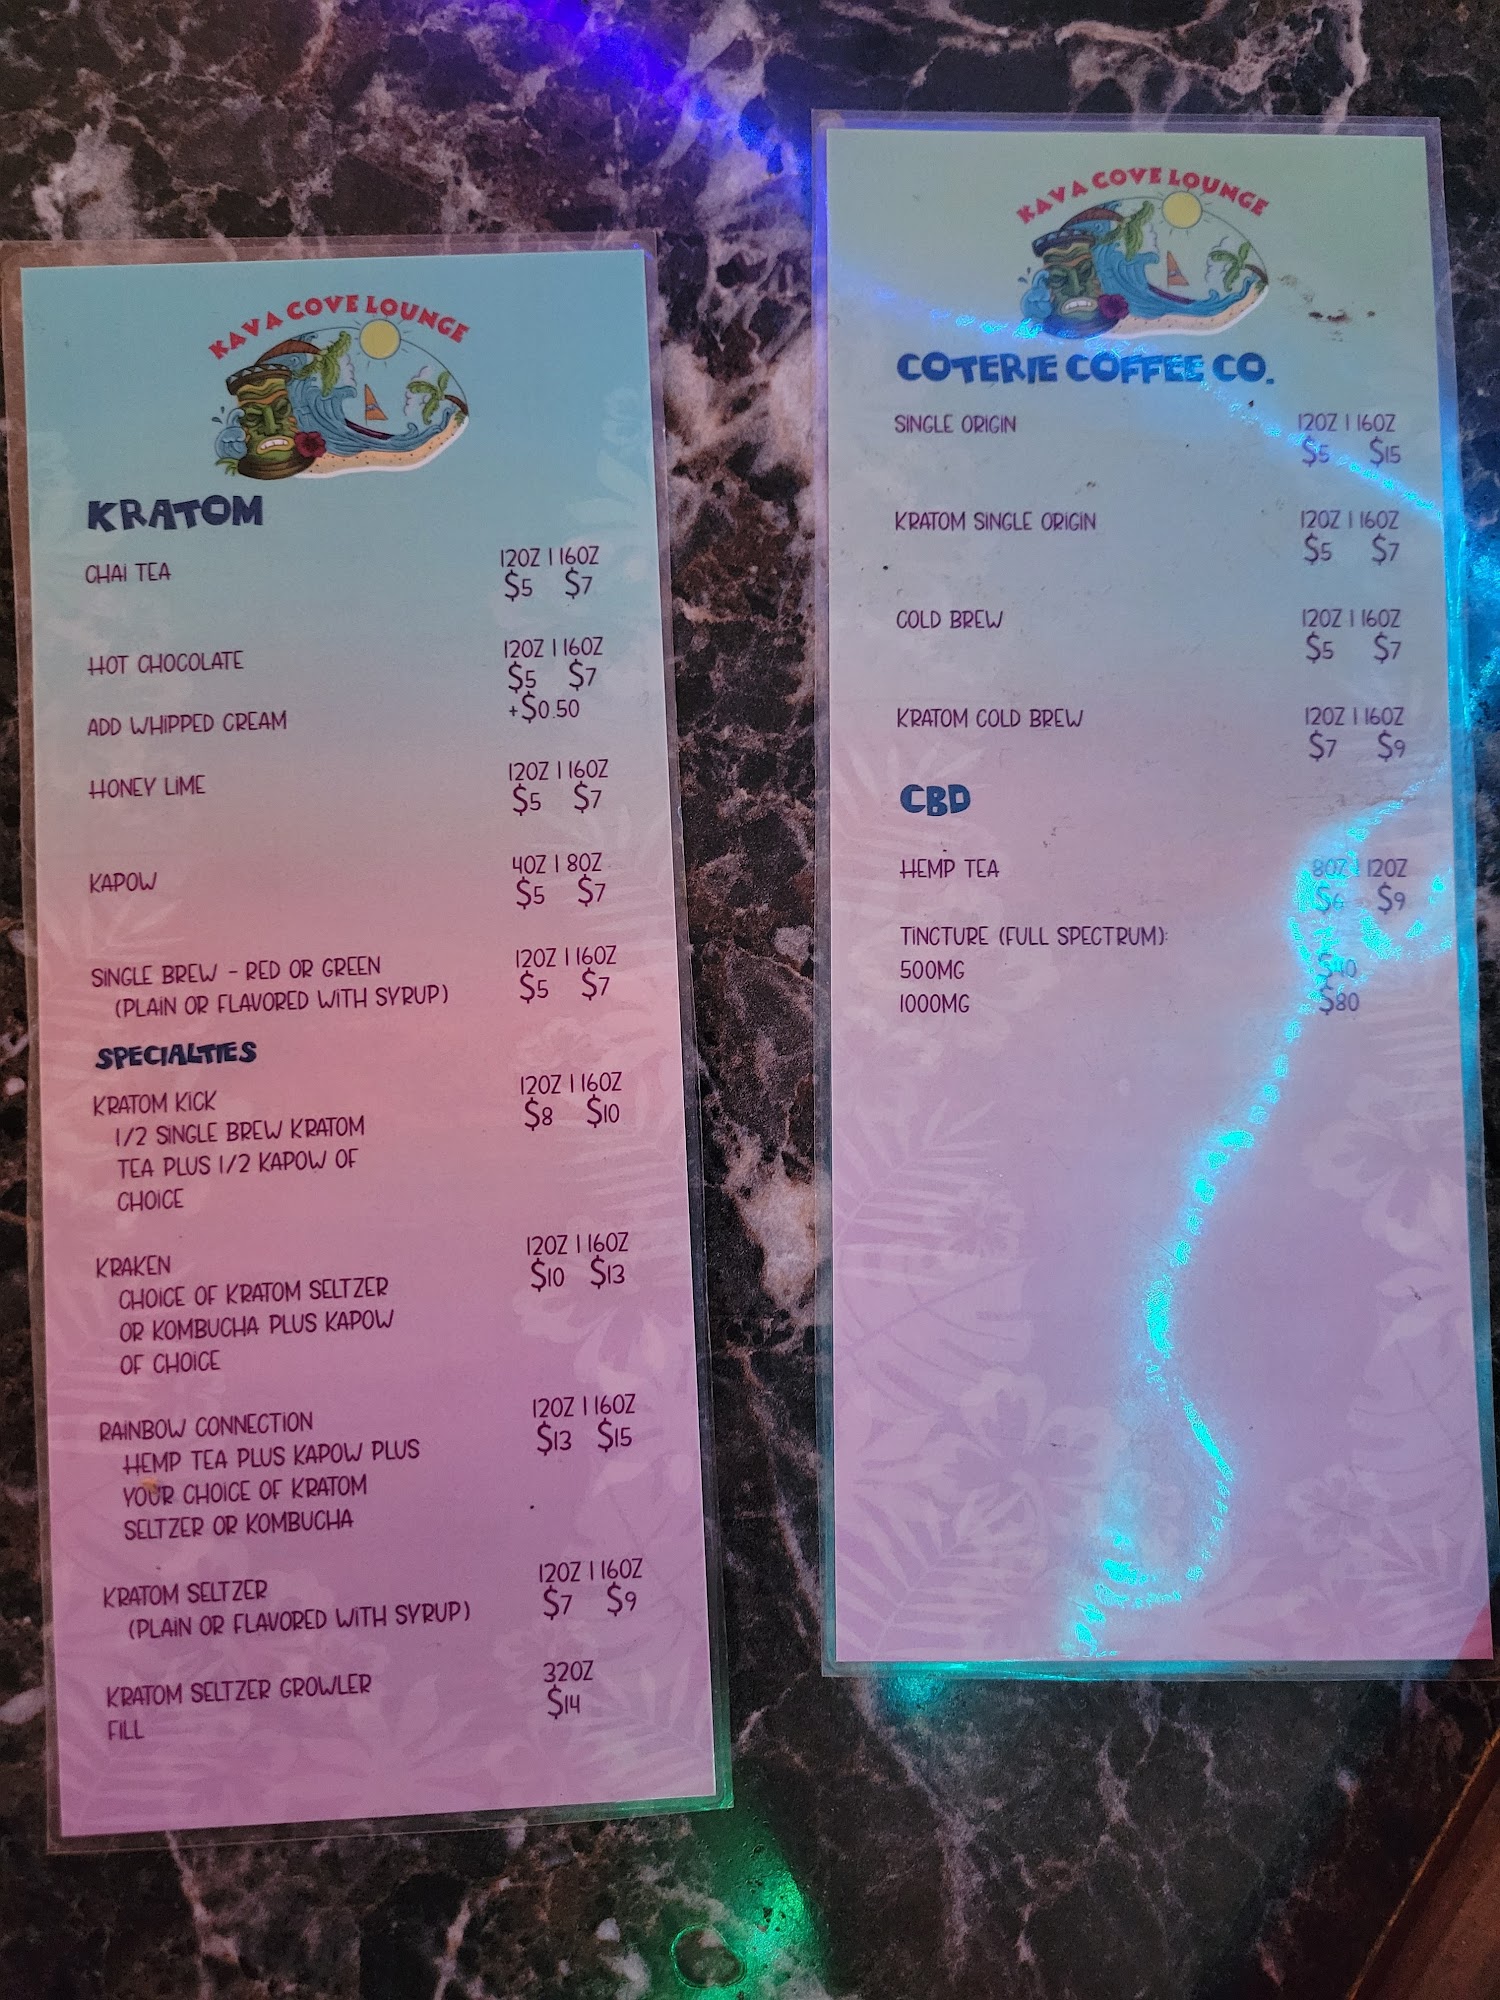 KAVA COVE LOUNGE
KRATOM
CHAI TEA 12OZ | 16OZ
$5 $7
HOT CHOCOLATE 12OZ | 16OZ
$5 $7
ADD WHIPPED CREAM +$0.50
HONEY LIME 12OZ | 16OZ
$5 $7
KAPOW 4OZ | 8OZ
$5 $7
SINGLE BREW - RED OR GREEN 12OZ | 16OZ
(PLAIN OR FLAVORED WITH SYRUP) $5 $7
SPECIALTIES
KRATOM KICK 12OZ | 16OZ
1/2 SINGLE BREW KRATOM $8 $10
TEA PLUS 1/2 KAPOW OF
CHOICE
KRAKEN 12OZ | 16OZ
CHOICE OF KRATOM SELTZER $10 $13
OR KOMBUCHA PLUS KAPOW
OF CHOICE
RAINBOW CONNECTION 12OZ | 16OZ
HEMP TEA PLUS KAPOW PLUS $13 $15
YOUR CHOICE OF KRATOM
SELTZER OR KOMBUCHA
KRATOM SELTZER 12OZ | 16OZ
(PLAIN OR FLAVORED WITH SYRUP) $7 $9
KRATOM SELTZER GROWLER 32OZ
FILL $14
KAVA COVE LOUNGE
COTERIE COFFEE CO.
SINGLE ORIGIN 12OZ | 16OZ
$5 $15
KRATOM SINGLE ORIGIN 12OZ | 16OZ
$5 $7
COLD BREW 12OZ | 16OZ
$5 $7
KRATOM COLD BREW 12OZ | 16OZ
$7 $9
CBD
HEMP TEA 8OZ | 12OZ
$6 $9
TINCTURE (FULL SPECTRUM):
500MG $40
1000MG $80